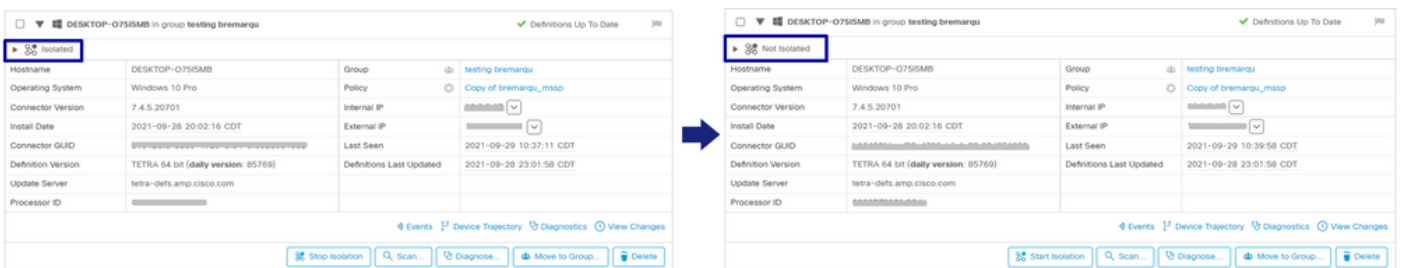 DESKTOP-O75I5MB in group testing bremarqu Definitions Up To Date
Isolated
Hostname DESKTOP-O75I5MB Group testing bremarqu
Operating System Windows 10 Pro Policy Copy of bremarqu_mssp
Connector Version 7.4.5.20701 Internal IP
Install Date 2021-09-28 20:02:16 CDT External IP
Connector GUID Last Seen 2021-09-29 10:37:11 CDT
Definition Version TETRA 64 bit (daily version: 85769) Definitions Last Updated 2021-09-28 23:01:58 CDT
Update Server tetra-defs.amp.cisco.com
Processor ID
Events Device Trajectory Diagnostics View Changes
Stop Isolation Scan... Diagnose... Move to Group... Delete
DESKTOP-O75I5MB in group testing bremarqu Definitions Up To Date
Not Isolated
Hostname DESKTOP-O75I5MB Group testing bremarqu
Operating System Windows 10 Pro Policy Copy of bremarqu_mssp
Connector Version 7.4.5.20701 Internal IP
Install Date 2021-09-28 20:02:16 CDT External IP
Connector GUID Last Seen 2021-09-29 10:39:58 CDT
Definition Version TETRA 64 bit (daily version: 85769) Definitions Last Updated 2021-09-28 23:01:58 CDT
Update Server tetra-defs.amp.cisco.com
Processor ID
Events Device Trajectory Diagnostics View Changes
Start Isolation Scan... Diagnose... Move to Group... Delete